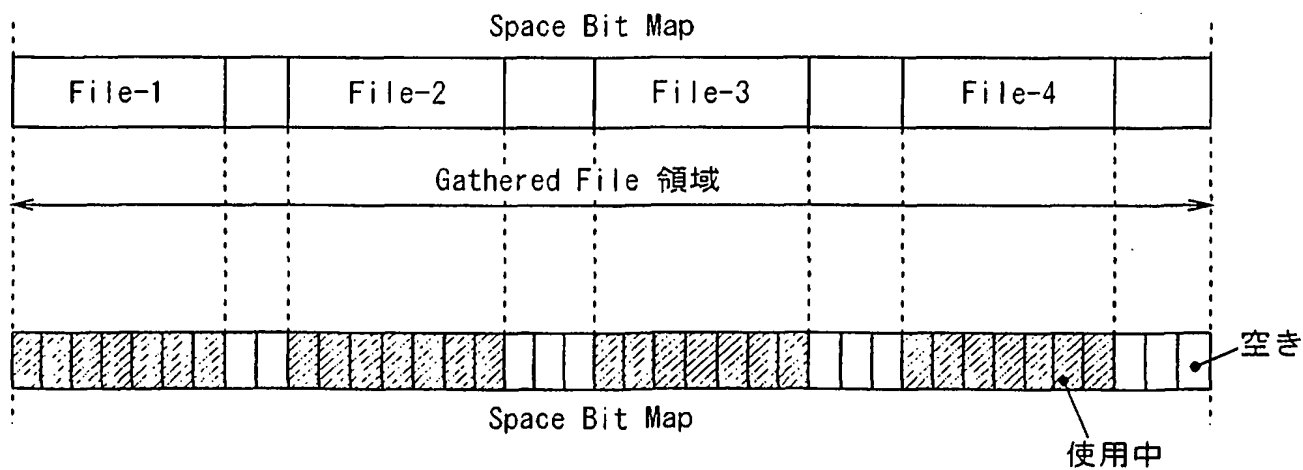 Space Bit Map
File-1 File-2 File-3 File-4
Gathered File 領域
空き
Space Bit Map
使用中